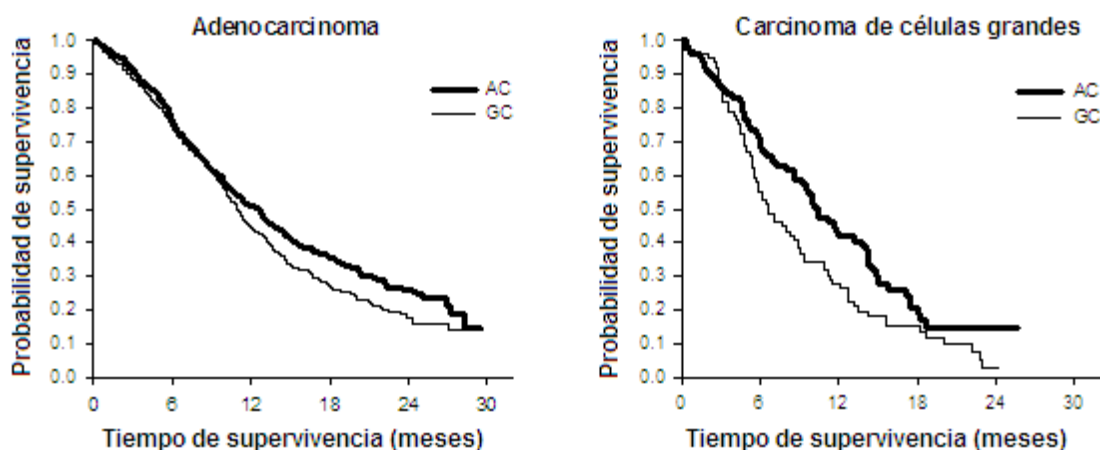 Adenocarcinoma
Probabilidad de supervivencia
1.0
0.9
0.8
0.7
0.6
0.5
0.4
0.3
0.2
0.1
0.0
AC
GC
0 6 12 18 24 30
Tiempo de supervivencia (meses)
Carcinoma de células grandes
Probabilidad de supervivencia
1.0
0.9
0.8
0.7
0.6
0.5
0.4
0.3
0.2
0.1
0.0
AC
GC
0 6 12 18 24 30
Tiempo de supervivencia (meses)